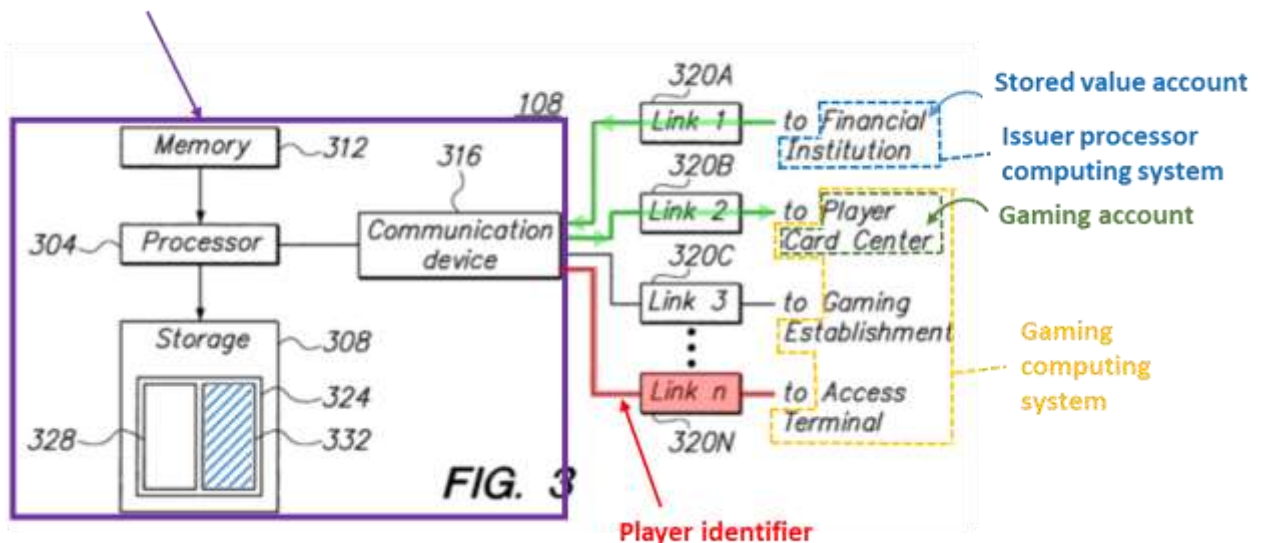 108
Memory
312
316
304
Processor
Communication
device
Storage
308
324
328
332
FIG. 3
320A
Link 1
to Financial
Institution
320B
Link 2
to Player
Card Center
320C
Link 3
to Gaming
Establishment
Link n
to Access
Terminal
320N
Stored value account
Issuer processor
computing system
Gaming account
Gaming
computing
system
Player identifier